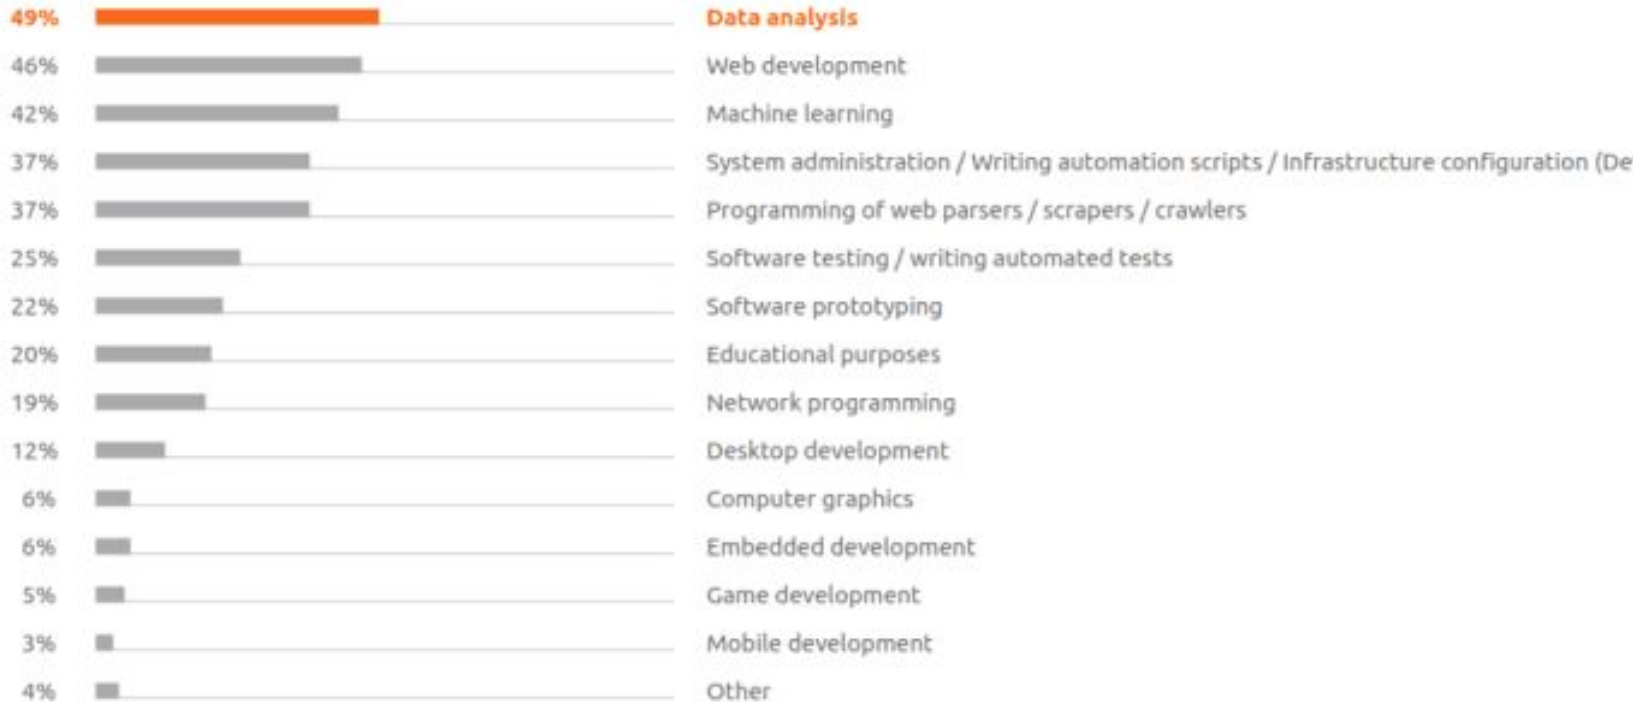 49% Data analysis
46% Web development
42% Machine learning
37% System administration / Writing automation scripts / Infrastructure configuration (De
37% Programming of web parsers / scrapers / crawlers
25% Software testing / writing automated tests
22% Software prototyping
20% Educational purposes
19% Network programming
12% Desktop development
6% Computer graphics
6% Embedded development
5% Game development
3% Mobile development
4% Other